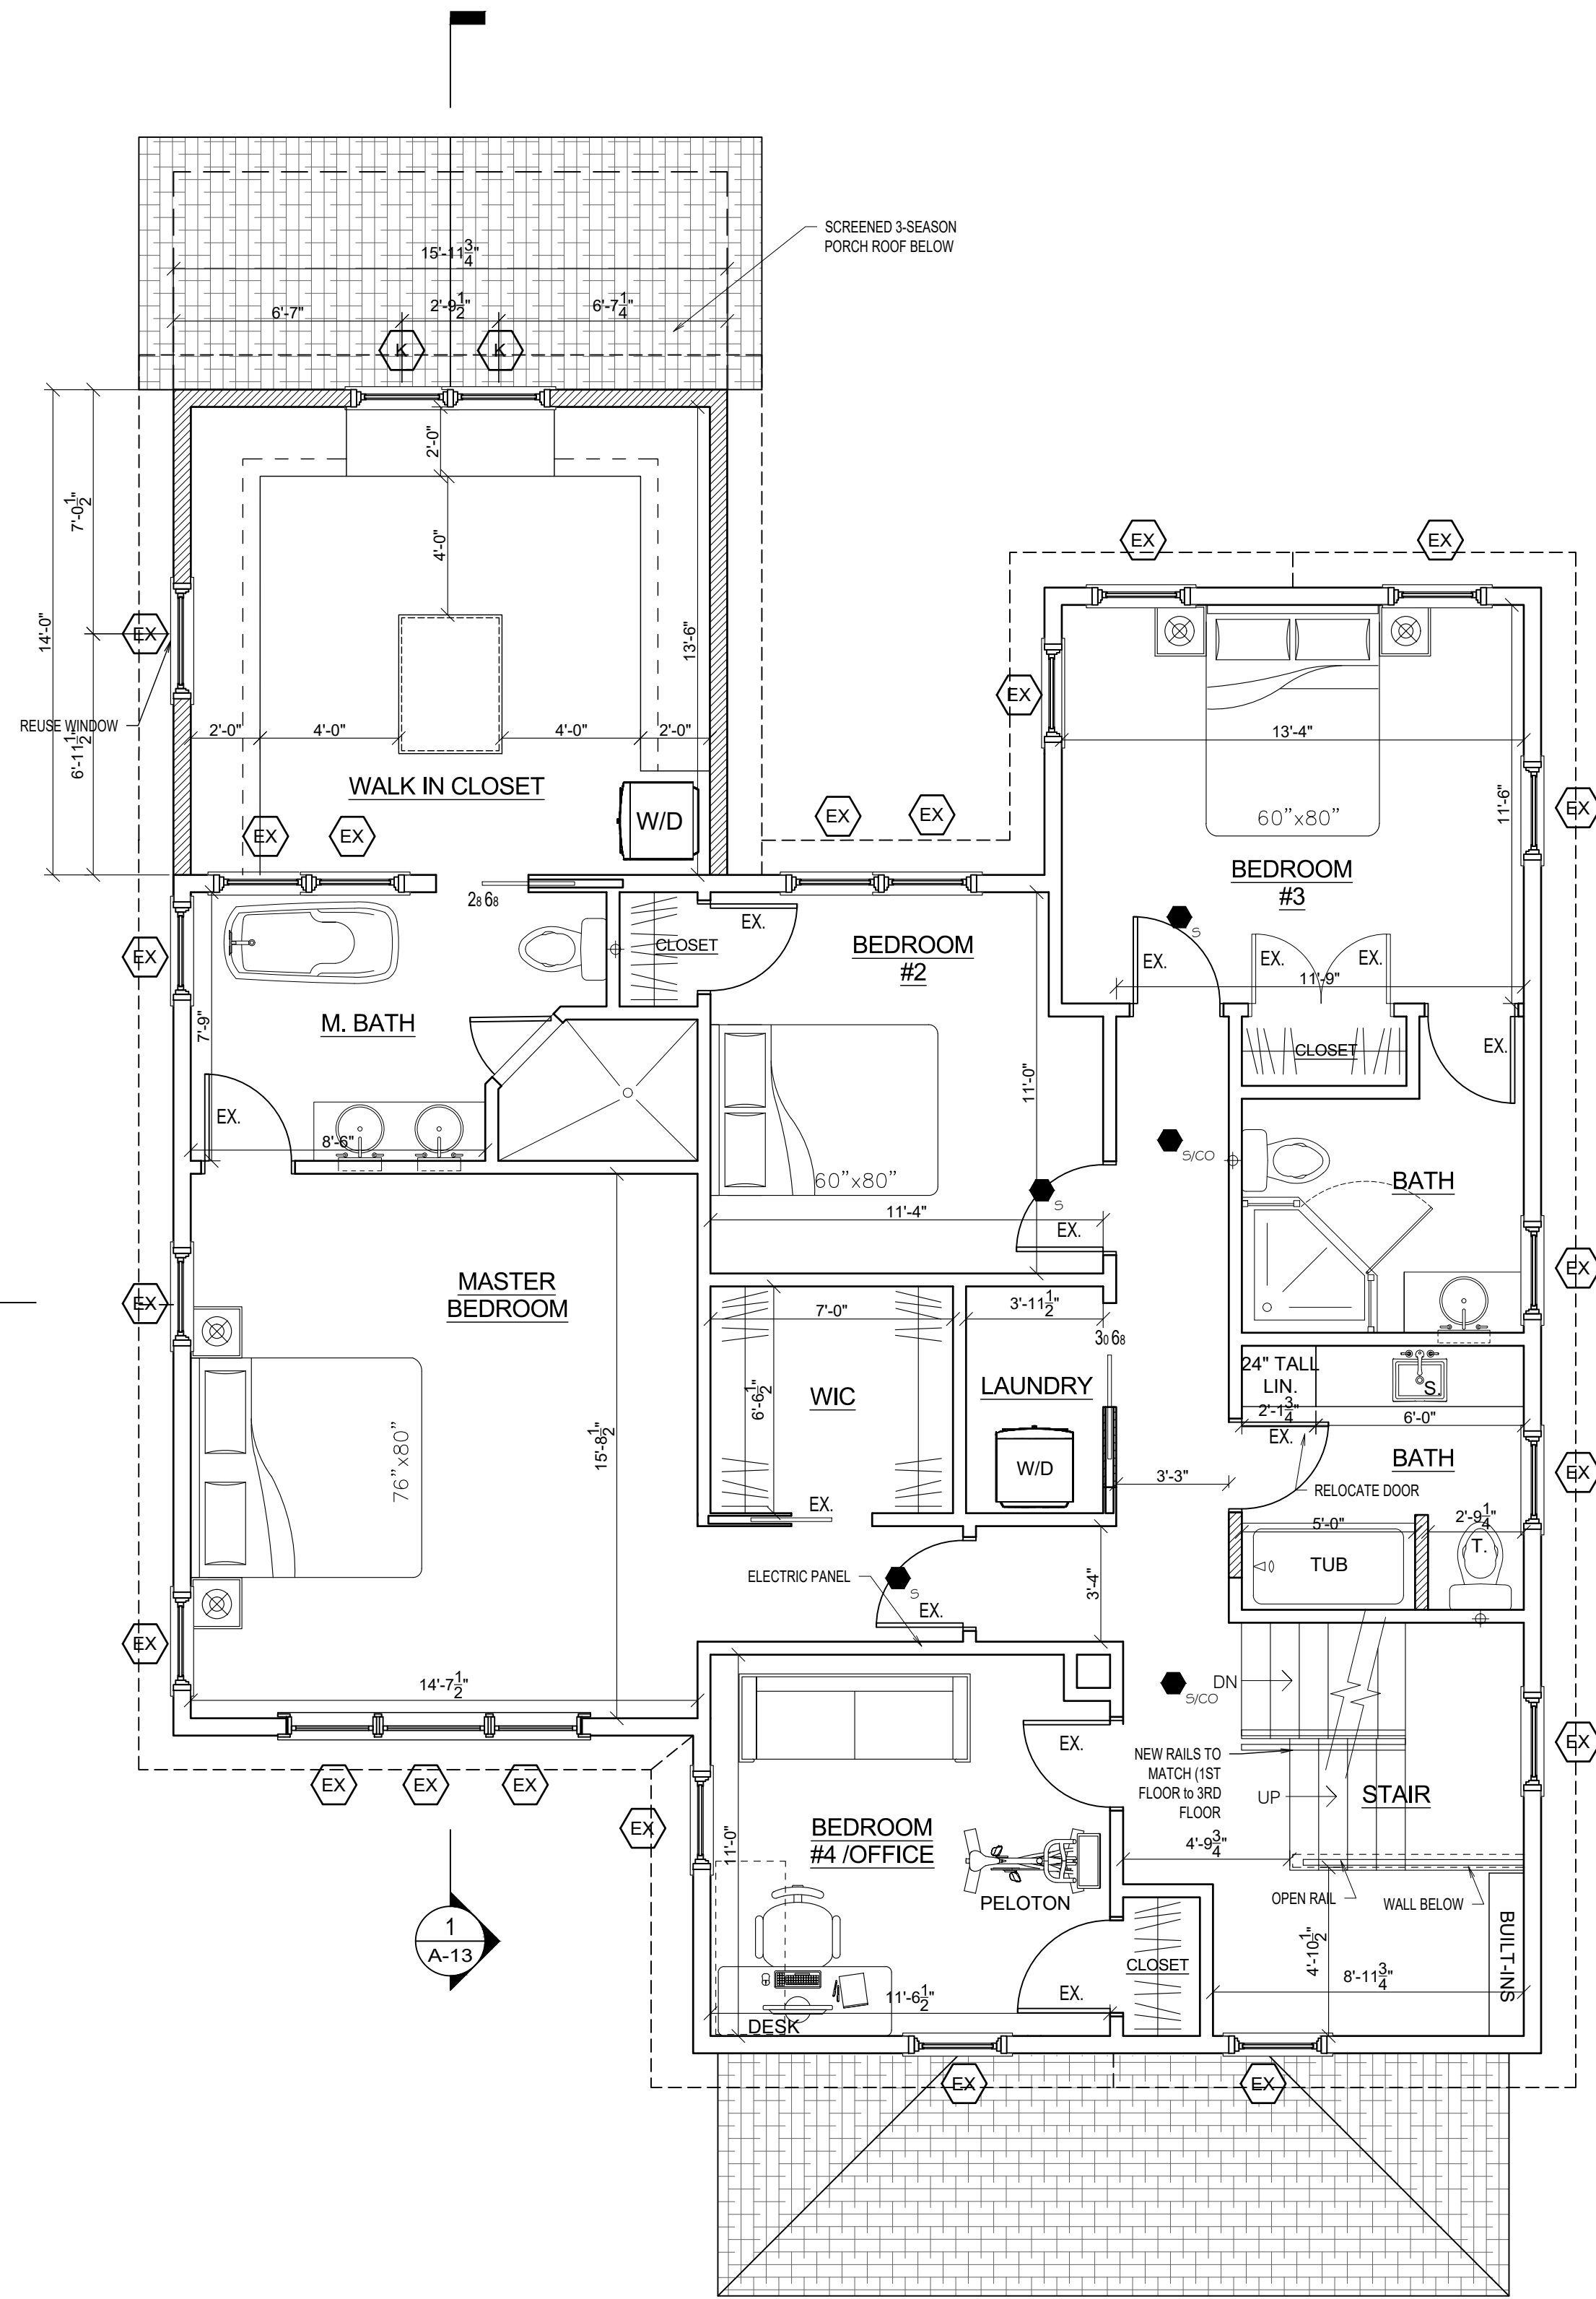 SCREENED 3-SEASON
PORCH ROOF BELOW
15'-11 3/4"
6'-7"
2'-9 1/2"
6'-7 1/4"
K
K
2'-0"
7'-0 1/2"
14'-0"
4'-0"
13'-6"
EX
EX
EX
EX
REUSE WINDOW
6'-11 1/2"
2'-0"
4'-0"
4'-0"
2'-0"
13'-4"
WALK IN CLOSET
W/D
60"x80"
11'-6"
EX
EX
EX
EX
EX
BEDROOM
#3
28 68
EX.
CLOSET
BEDROOM
#2
S
EX
EX.
EX.
EX.
11'-9"
M. BATH
7'-9"
EX.
CLOSET
11'-0"
EX.
8'-6"
S/CO
60"x80"
BATH
S
11'-4"
EX.
EX
MASTER
BEDROOM
EX
7'-0"
3'-11 1/2"
30 68
24" TALL
LIN.
S.
LAUNDRY
WIC
6'-6 1/2"
2'-1 3/4"
6'-0"
EX.
76"x80"
15'-8 1/2"
BATH
EX
W/D
3'-3"
RELOCATE DOOR
EX.
5'-0"
2'-9 1/4"
T.
TUB
ELECTRIC PANEL
S
EX.
3'-4"
EX
14'-7 1/2"
DN
S/CO
EX.
EX
NEW RAILS TO
MATCH (1ST
FLOOR to 3RD
FLOOR
UP
STAIR
EX
EX
EX
EX
BEDROOM
#4 /OFFICE
11'-0"
4'-9 3/4"
PELOTON
OPEN RAIL
WALL BELOW
1
A-13
4'-10 1/2"
BUILT-INS
CLOSET
8'-11 3/4"
EX.
11'-6 1/2"
DESK
EX
EX